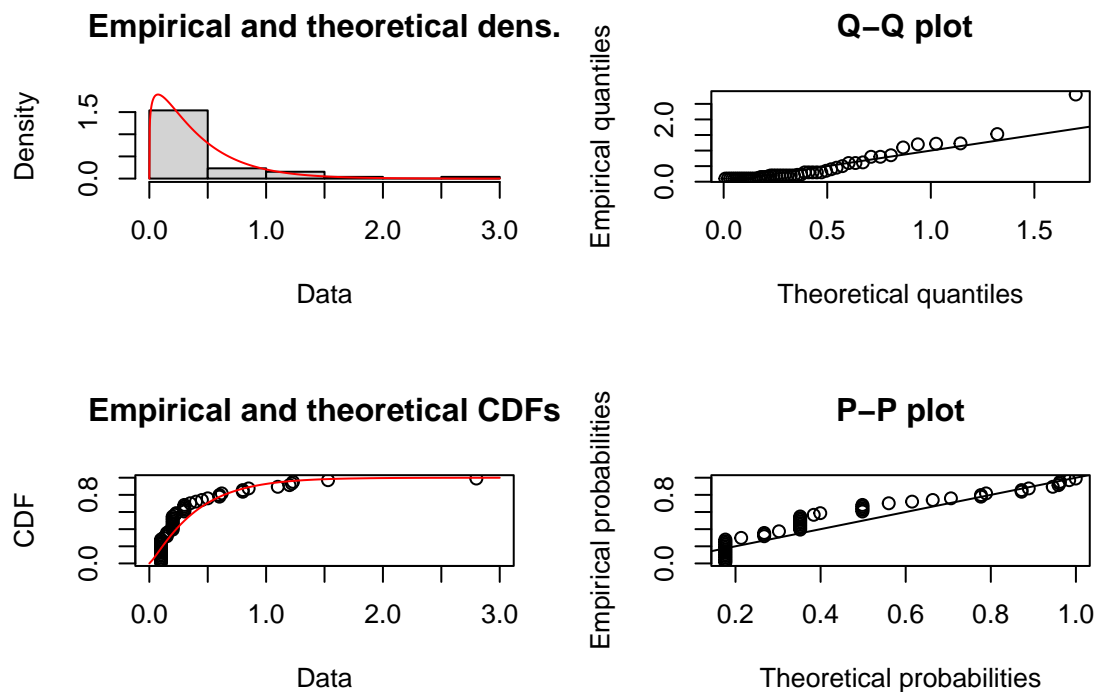 Empirical and theoretical dens.
Density
0.0 1.5
0.0 1.0 2.0 3.0
Data
Q−Q plot
Empirical quantiles
0.0 2.0
0.0 0.5 1.0 1.5
Theoretical quantiles
Empirical and theoretical CDFs
CDF
0.0 0.8
0.0 1.0 2.0 3.0
Data
P−P plot
Empirical probabilities
0.0 0.8
0.2 0.4 0.6 0.8 1.0
Theoretical probabilities